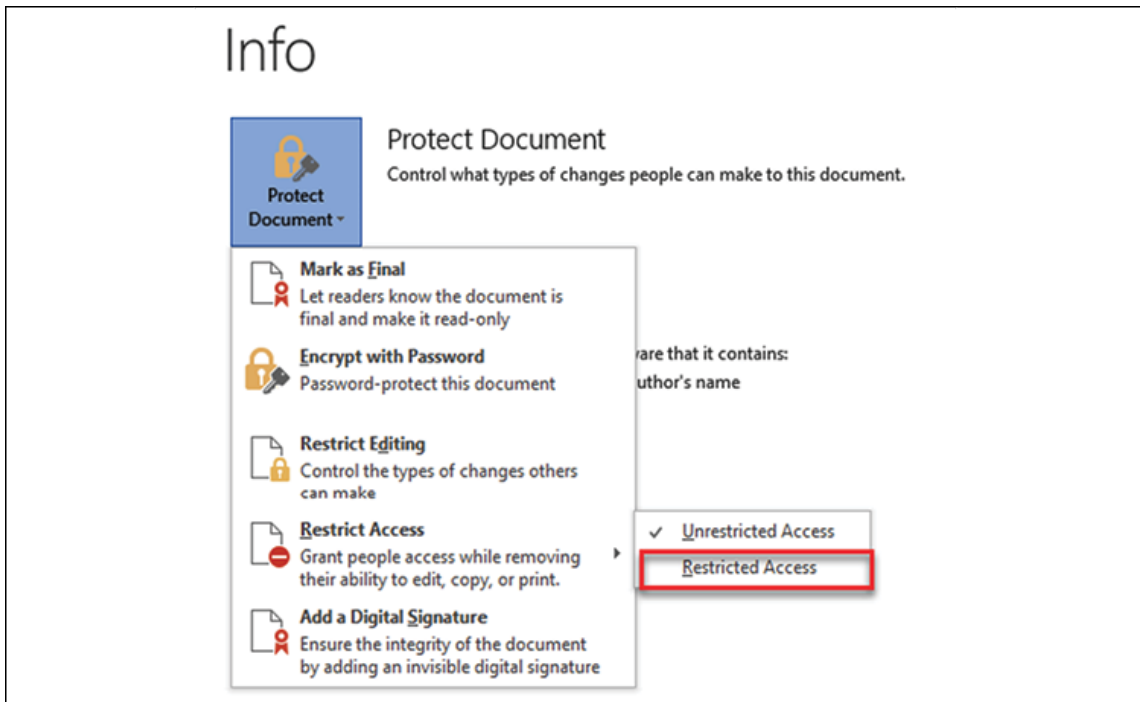 Info
Protect Document
Control what types of changes people can make to this document.
Protect
Document
Mark as Final
Let readers know the document is
final and make it read-only
Encrypt with Password
Password-protect this document
that it contains:
name
Restrict Editing
Control the types of changes others
can make
Restrict Access
Grant people access while removing
their ability to edit, copy, or print.
Unrestricted Access
Restricted Access
Add a Digital Signature
Ensure the integrity of the document
by adding an invisible digital signature